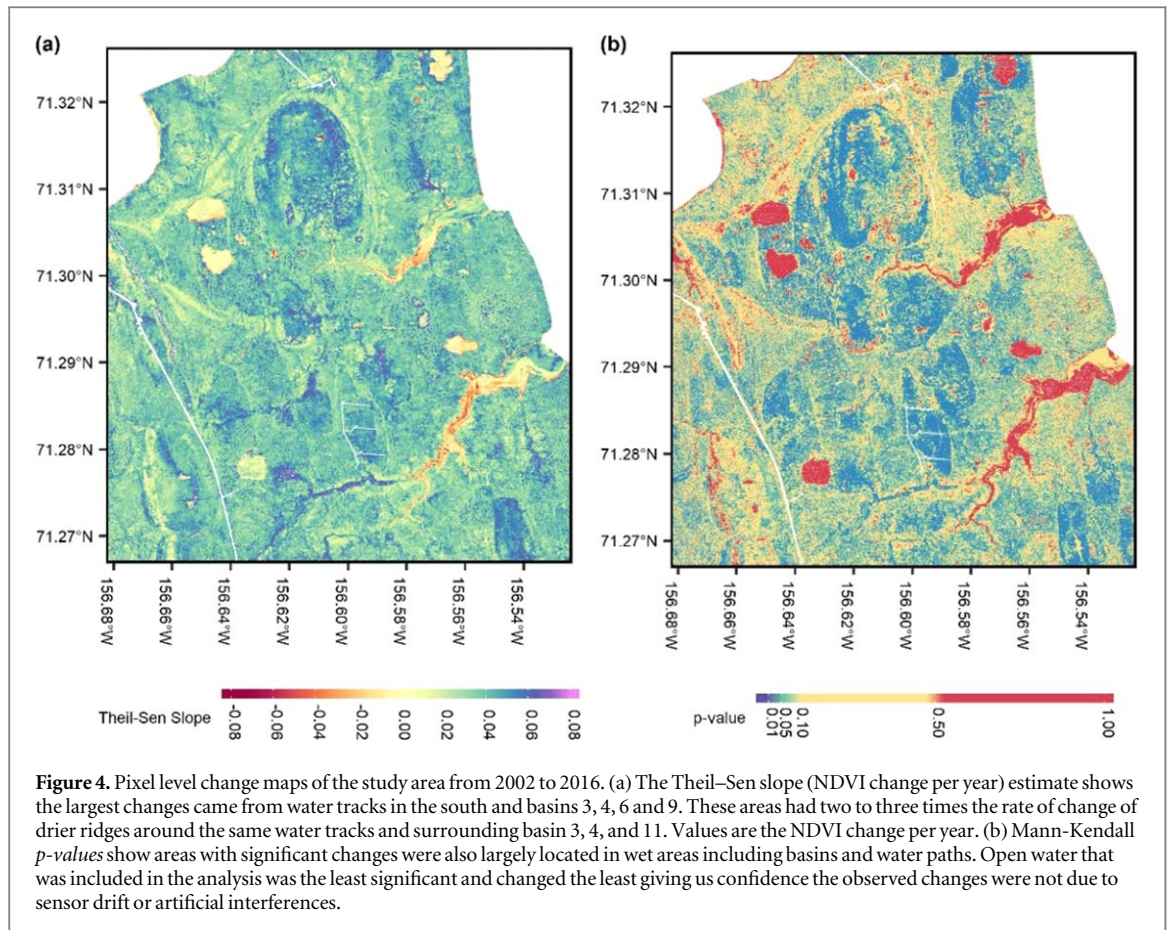 (a)
71.32°N
71.31°N
71.30°N
71.29°N
71.28°N
71.27°N
156.68°W
156.66°W
156.64°W
156.62°W
156.60°W
156.58°W
156.56°W
156.54°W
Theil-Sen Slope
-0.08
-0.06
-0.04
-0.02
0.00
0.02
0.04
0.06
0.08
(b)
71.32°N
71.31°N
71.30°N
71.29°N
71.28°N
71.27°N
156.68°W
156.66°W
156.64°W
156.62°W
156.60°W
156.58°W
156.56°W
156.54°W
p-value
0.01
0.05
0.10
0.50
1.00
Figure 4. Pixel level change maps of the study area from 2002 to 2016. (a) The Theil–Sen slope (NDVI change per year) estimate shows
the largest changes came from water tracks in the south and basins 3, 4, 6 and 9. These areas had two to three times the rate of change of
drier ridges around the same water tracks and surrounding basin 3, 4, and 11. Values are the NDVI change per year. (b) Mann-Kendall
p-values show areas with significant changes were also largely located in wet areas including basins and water paths. Open water that
was included in the analysis was the least significant and changed the least giving us confidence the observed changes were not due to
sensor drift or artificial interferences.